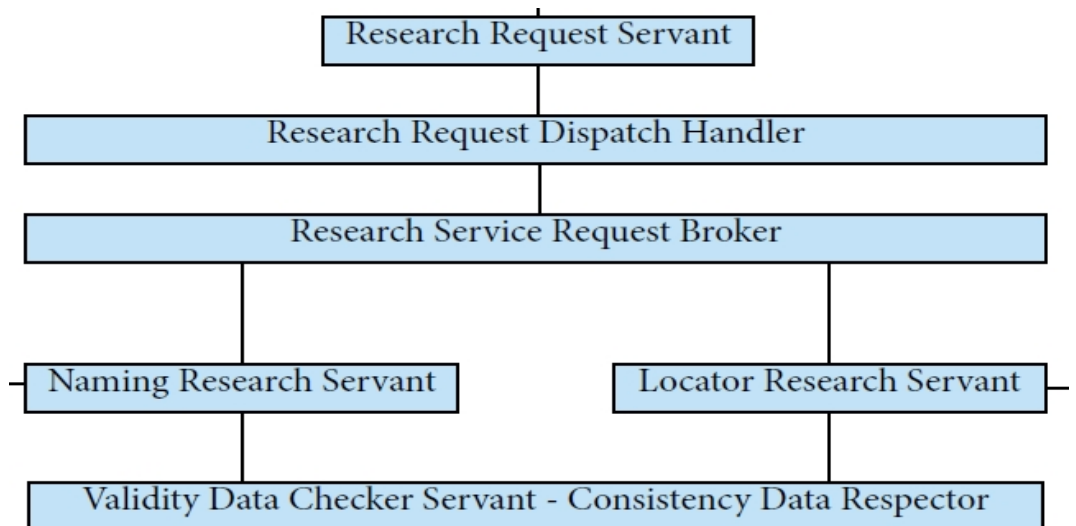 Research Request Servant
Research Request Dispatch Handler
Research Service Request Broker
Naming Research Servant
Locator Research Servant
Validity Data Checker Servant - Consistency Data Respector